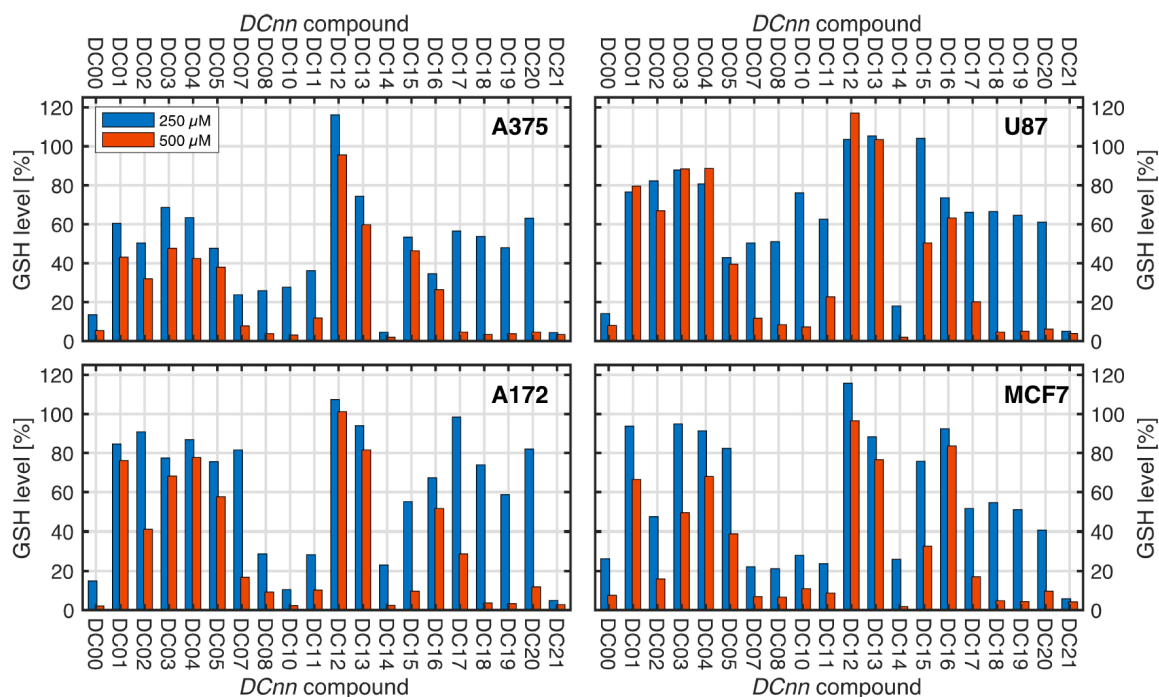 DCnn compound
DCnn compound
DC00 DC01 DC02 DC03 DC04 DC05 DC07 DC08 DC10 DC11 DC12 DC13 DC14 DC15 DC16 DC17 DC18 DC19 DC20 DC21
DC00 DC01 DC02 DC03 DC04 DC05 DC07 DC08 DC10 DC11 DC12 DC13 DC14 DC15 DC16 DC17 DC18 DC19 DC20 DC21
GSH level [%]
120
100
80
60
40
20
0
250 µM
500 µM
A375
U87
120
100
80
60
40
20
0
GSH level [%]
GSH level [%]
120
100
80
60
40
20
0
A172
MCF7
120
100
80
60
40
20
0
GSH level [%]
DC00 DC01 DC02 DC03 DC04 DC05 DC07 DC08 DC10 DC11 DC12 DC13 DC14 DC15 DC16 DC17 DC18 DC19 DC20 DC21
DC00 DC01 DC02 DC03 DC04 DC05 DC07 DC08 DC10 DC11 DC12 DC13 DC14 DC15 DC16 DC17 DC18 DC19 DC20 DC21
DCnn compound
DCnn compound